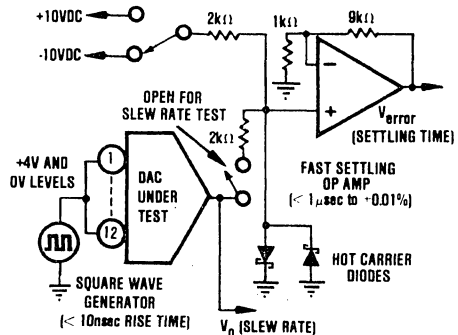 +10VDC
-10VDC
2kΩ
1kΩ
9kΩ
−
+
Verror
(SETTLING TIME)
OPEN FOR
SLEW RATE TEST
2kΩ
+4V AND
0V LEVELS
1
12
DAC
UNDER
TEST
FAST SETTLING
OP AMP
(< 1μsec to +0.01%)
HOT CARRIER
DIODES
SQUARE WAVE
GENERATOR
(< 10nsec RISE TIME)
Vo (SLEW RATE)